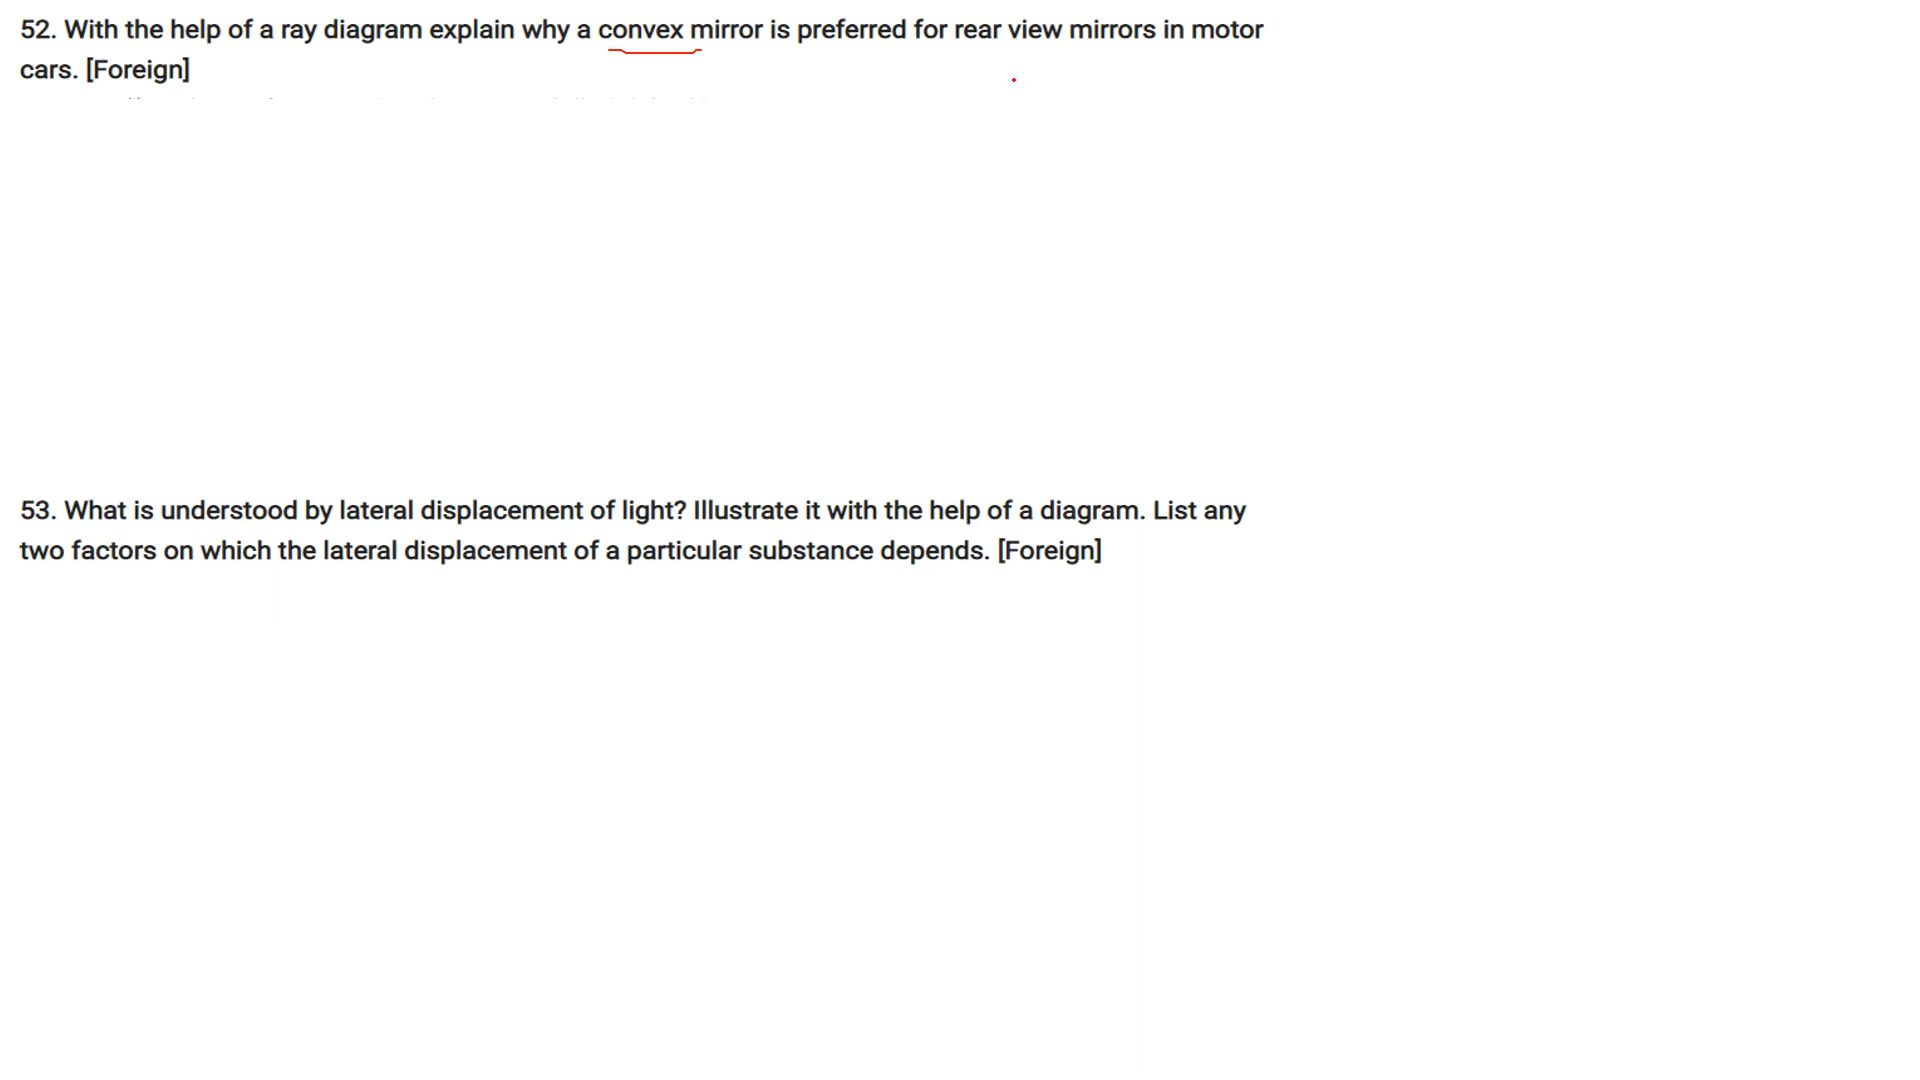 52. With the help of a ray diagram explain why a convex mirror is preferred for rear view mirrors in motor
cars. [Foreign]
53. What is understood by lateral displacement of light? Illustrate it with the help of a diagram. List any
two factors on which the lateral displacement of a particular substance depends. [Foreign]